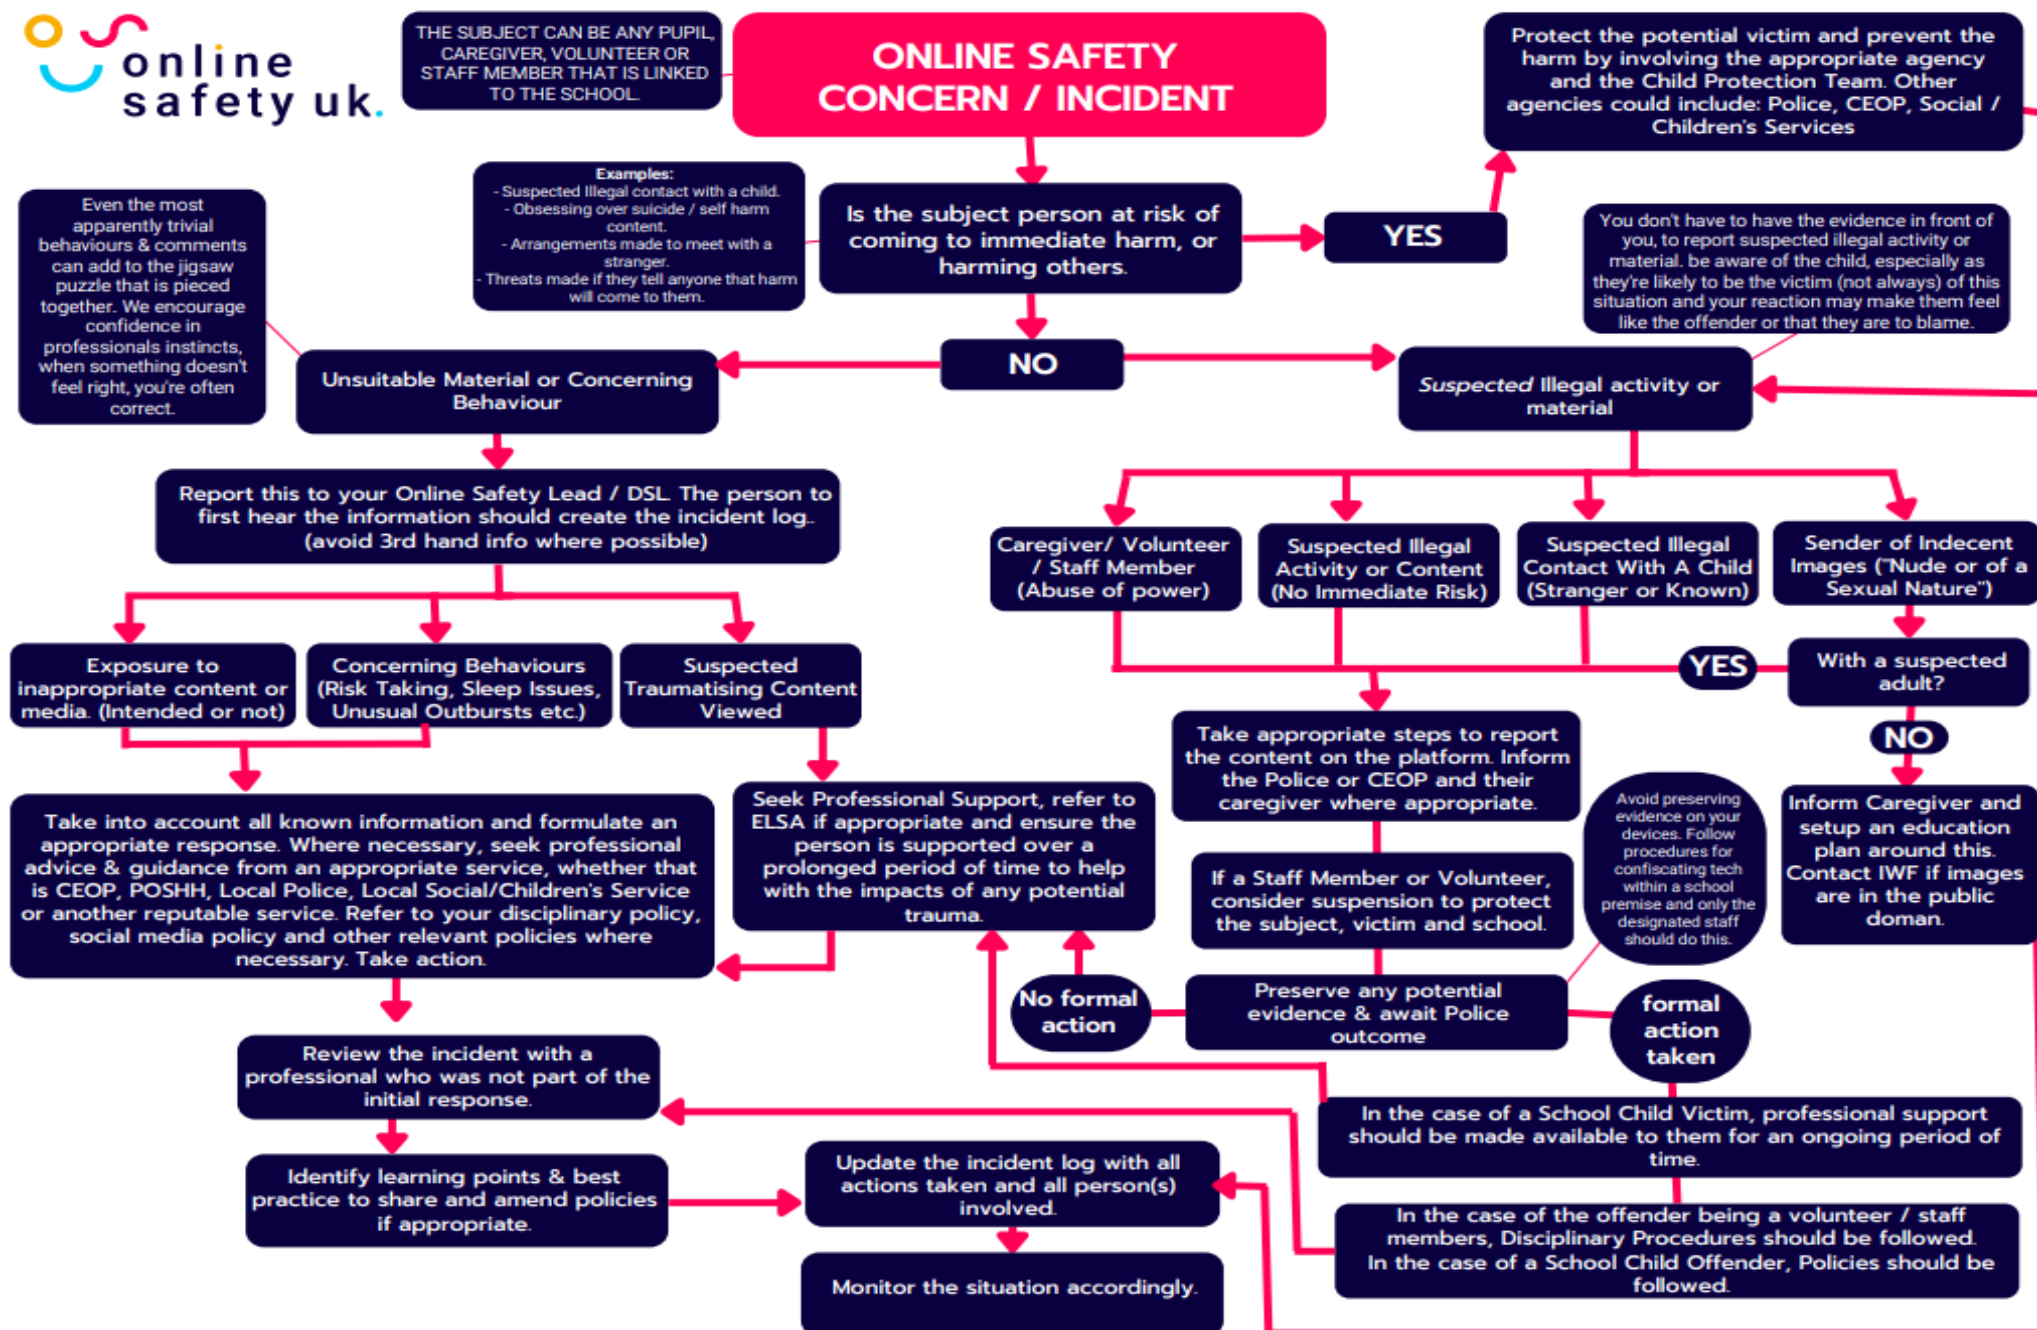 online
safety uk.
THE SUBJECT CAN BE ANY PUPIL,
CAREGIVER, VOLUNTEER OR
STAFF MEMBER THAT IS LINKED
TO THE SCHOOL.
ONLINE SAFETY
CONCERN / INCIDENT
Protect the potential victim and prevent the
harm by involving the appropriate agency
and the Child Protection Team. Other
agencies could include: Police, CEOP, Social /
Children's Services
Examples:
- Suspected Illegal contact with a child.
- Obsessing over suicide / self harm
content.
- Arrangements made to meet with a
stranger.
- Threats made if they tell anyone that harm
will come to them.
Is the subject person at risk of
coming to immediate harm, or
harming others.
YES
Even the most
apparently trivial
behaviours & comments
can add to the jigsaw
puzzle that is pieced
together. We encourage
confidence in
professionals instincts,
when something doesn't
feel right, you're often
correct.
You don't have to have the evidence in front of
you, to report suspected illegal activity or
material. be aware of the child, especially as
they're likely to be the victim (not always) of this
situation and your reaction may make them feel
like the offender or that they are to blame.
NO
Unsuitable Material or Concerning
Behaviour
Suspected Illegal activity or
material
Report this to your Online Safety Lead / DSL. The person to
first hear the information should create the incident log..
(avoid 3rd hand info where possible)
Caregiver/ Volunteer
/ Staff Member
(Abuse of power)
Suspected Illegal
Activity or Content
(No Immediate Risk)
Suspected Illegal
Contact With A Child
(Stranger or Known)
Sender of Indecent
Images ("Nude or of a
Sexual Nature")
Exposure to
inappropriate content or
media. (Intended or not)
Concerning Behaviours
(Risk Taking, Sleep Issues,
Unusual Outbursts etc.)
Suspected
Traumatising Content
Viewed
YES
With a suspected
adult?
NO
Take appropriate steps to report
the content on the platform. Inform
the Police or CEOP and their
caregiver where appropriate.
Take into account all known information and formulate an
appropriate response. Where necessary, seek professional
advice & guidance from an appropriate service, whether that
is CEOP, POSHH, Local Police, Local Social/Children's Service
or another reputable service. Refer to your disciplinary policy,
social media policy and other relevant policies where
necessary. Take action.
Seek Professional Support, refer to
ELSA if appropriate and ensure the
person is supported over a
prolonged period of time to help
with the impacts of any potential
trauma.
Avoid preserving
evidence on your
devices. Follow
procedures for
confiscating tech
within a school
premise and only the
designated staff
should do this.
Inform Caregiver and
setup an education
plan around this.
Contact IWF if images
are in the public
doman.
If a Staff Member or Volunteer,
consider suspension to protect
the subject, victim and school.
No formal
action
Preserve any potential
evidence & await Police
outcome
formal
action
taken
Review the incident with a
professional who was not part of the
initial response.
In the case of a School Child Victim, professional support
should be made available to them for an ongoing period of
time.
Identify learning points & best
practice to share and amend policies
if appropriate.
Update the incident log with all
actions taken and all person(s)
involved.
In the case of the offender being a volunteer / staff
members, Disciplinary Procedures should be followed.
In the case of a School Child Offender, Policies should be
followed.
Monitor the situation accordingly.